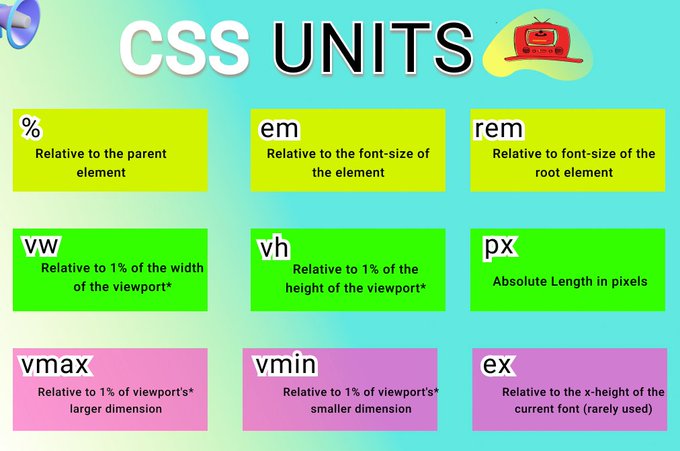 CSS UNITS
%
Relative to the parent
element
em
Relative to the font-size of
the element
rem
Relative to font-size of the
root element
vw
Relative to 1% of the width
of the viewport*
vh
Relative to 1% of the
height of the viewport*
px
Absolute Length in pixels
vmax
Relative to 1% of viewport's*
larger dimension
vmin
Relative to 1% of viewport's*
smaller dimension
ex
Relative to the x-height of the
current font (rarely used)